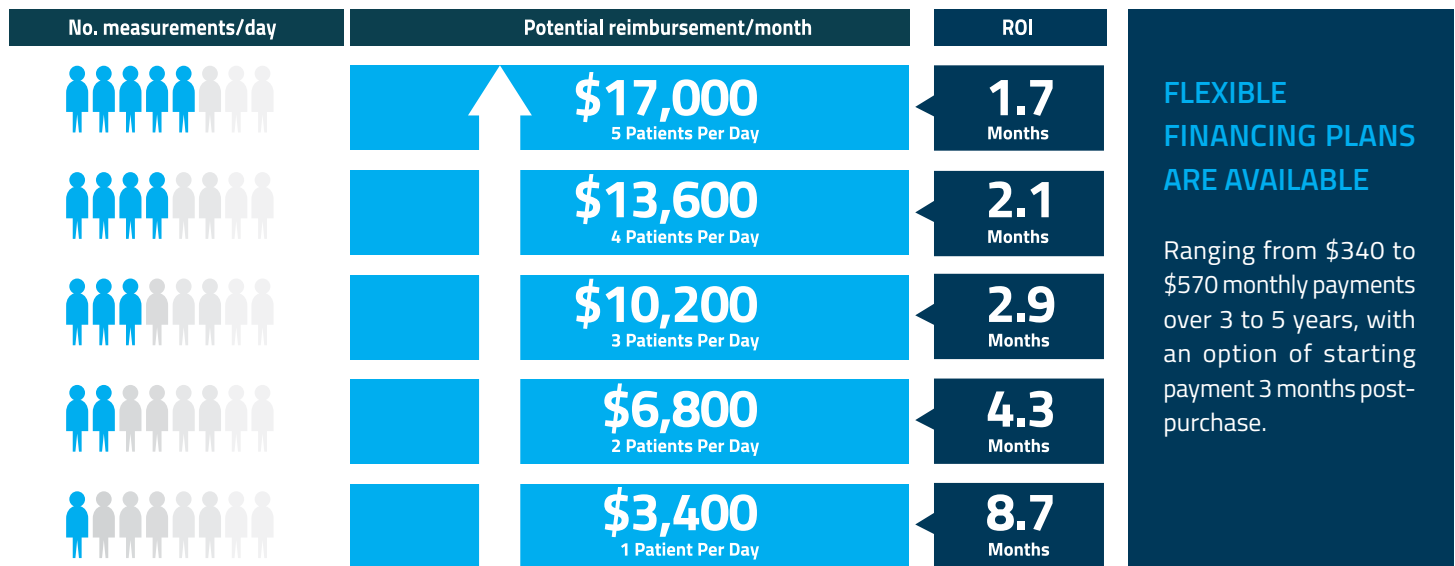 No. measurements/day
Potential reimbursement/month
ROI
$17,000
5 Patients Per Day
1.7
Months
$13,600
4 Patients Per Day
2.1
Months
$10,200
3 Patients Per Day
2.9
Months
$6,800
2 Patients Per Day
4.3
Months
$3,400
1 Patient Per Day
8.7
Months
FLEXIBLE
FINANCING PLANS
ARE AVAILABLE
Ranging from $340 to
$570 monthly payments
over 3 to 5 years, with
an option of starting
payment 3 months post-
purchase.